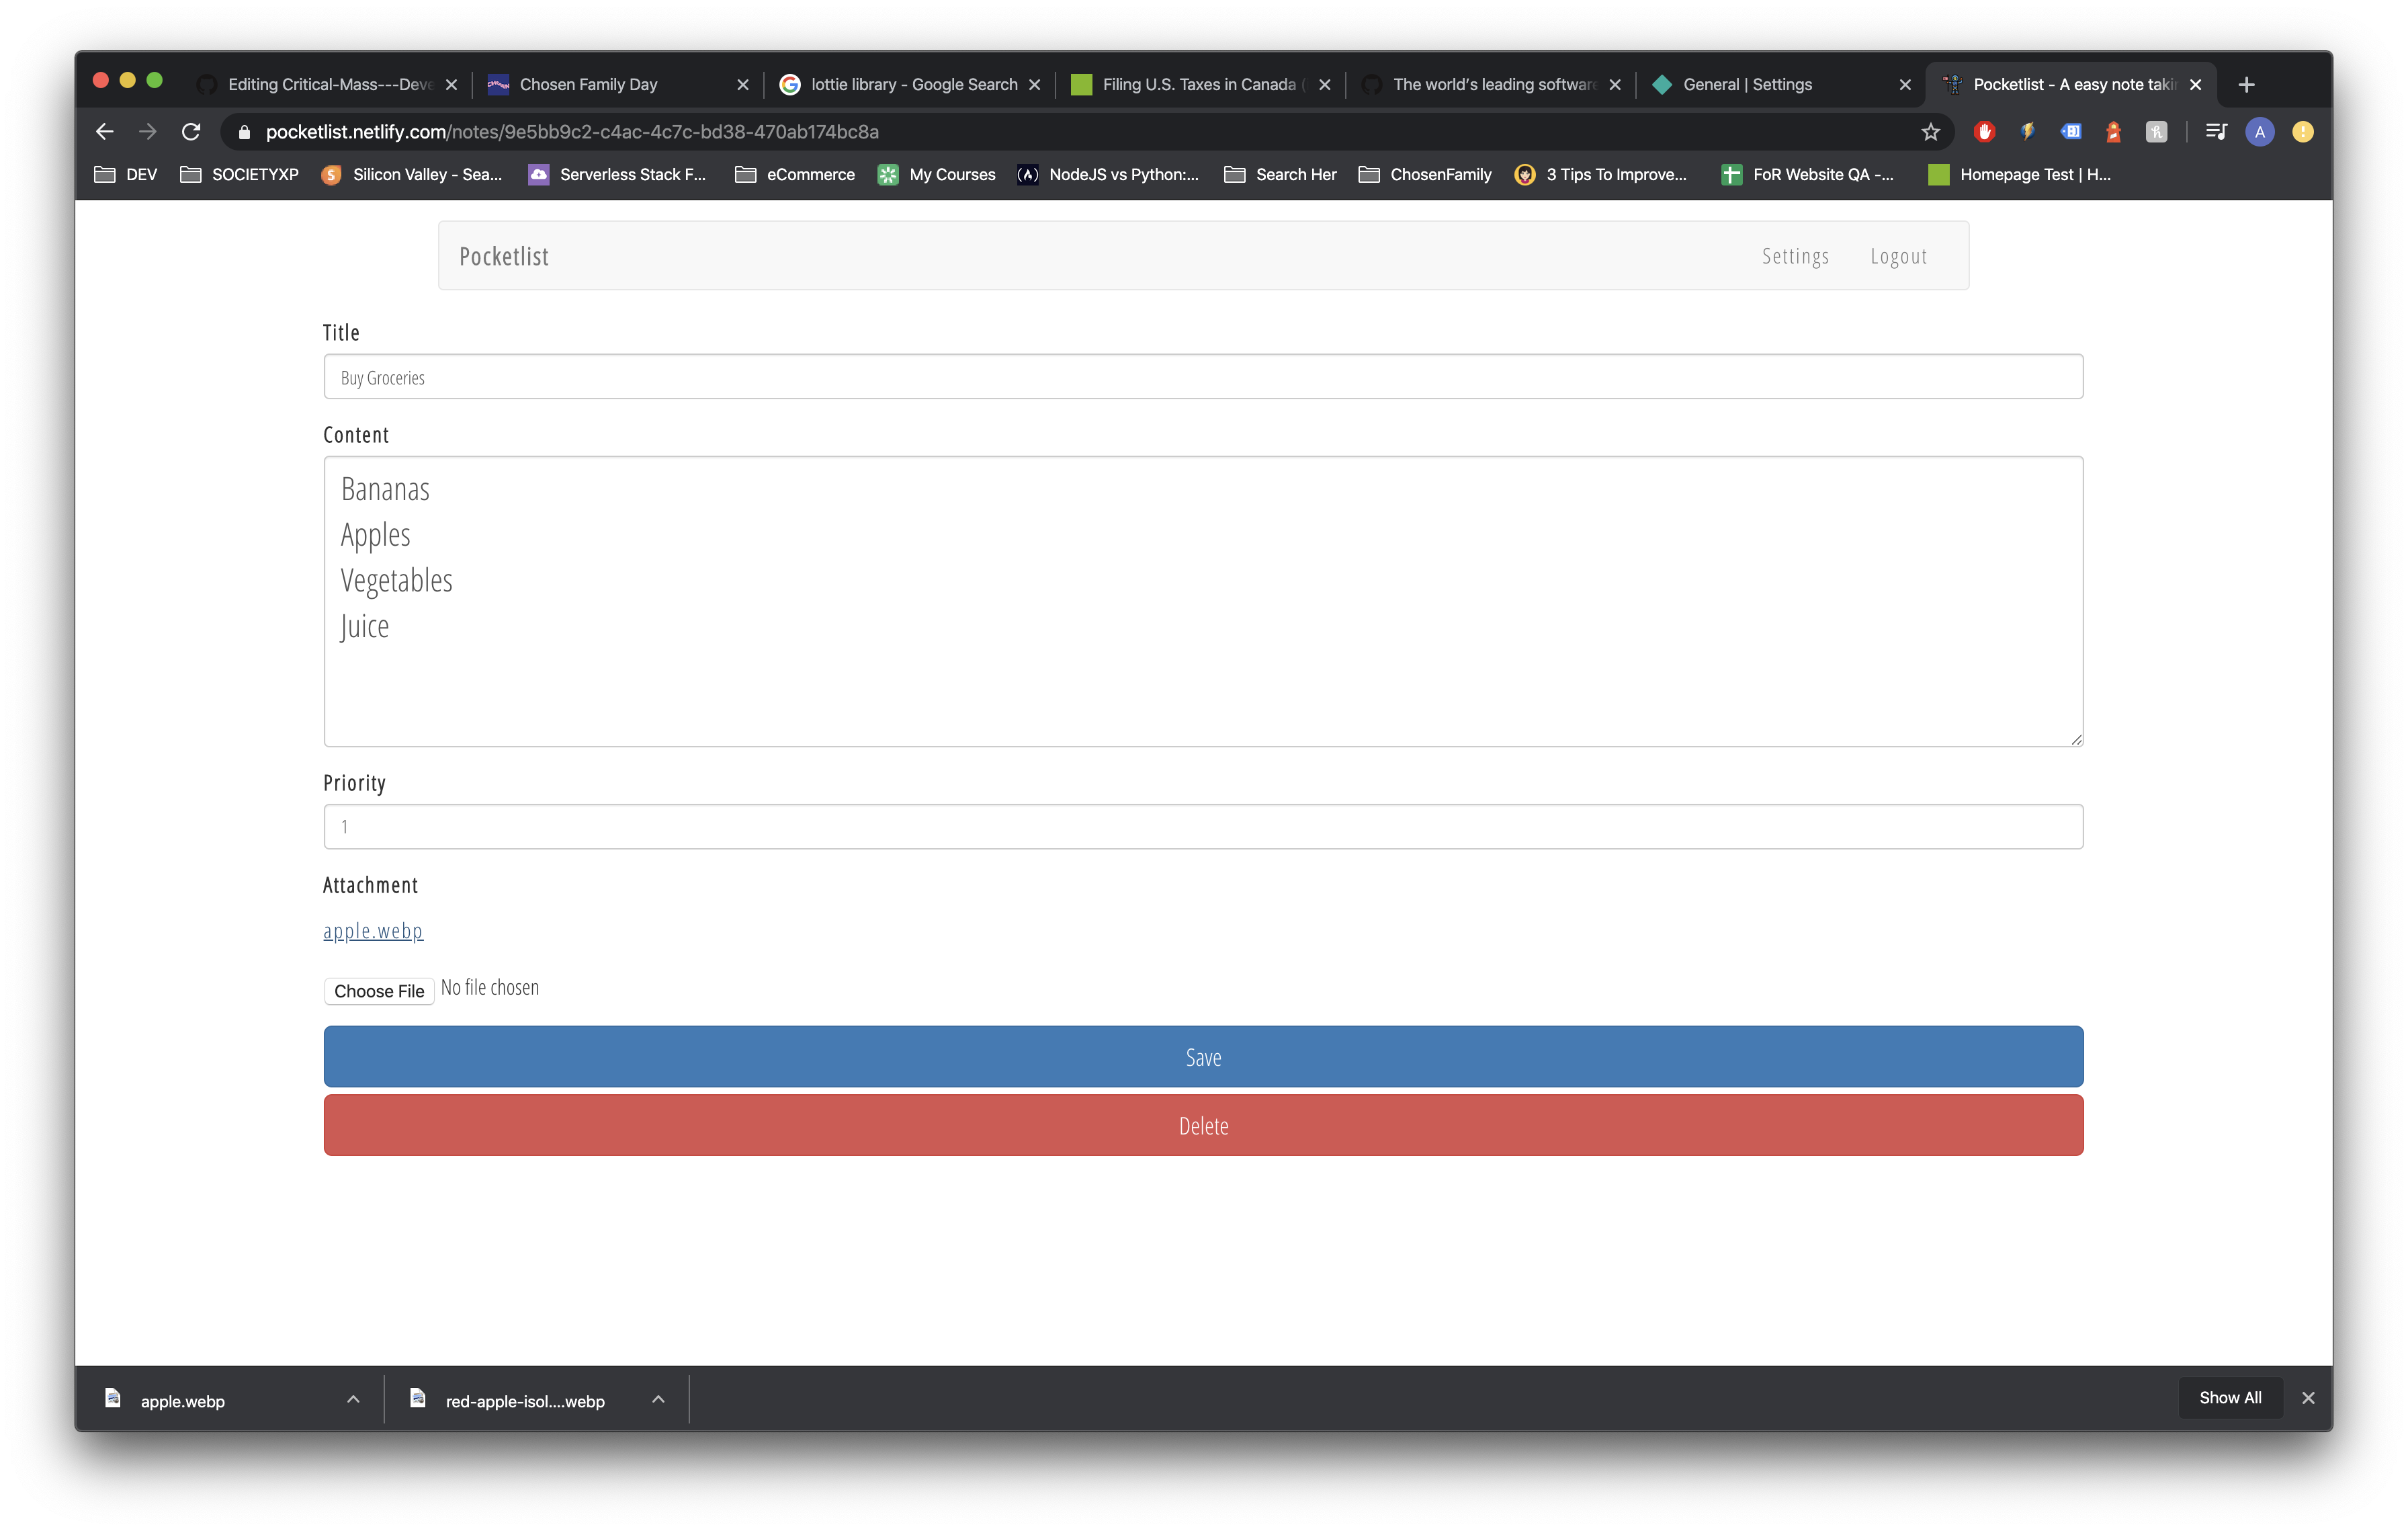 Editing Critical-Mass---Deve
Chosen Family Day
lottie library - Google Search
Filing U.S. Taxes in Canada (
The world's leading software
General | Settings
Pocketlist - A easy note takin
pocketlist.netlify.com/notes/9e5bb9c2-c4ac-4c7c-bd38-470ab174bc8a
A
DEV
SOCIETYXP
Silicon Valley - Sea...
Serverless Stack F...
eCommerce
My Courses
NodeJS vs Python:...
Search Her
ChosenFamily
3 Tips To Improve...
FoR Website QA -...
Homepage Test | H...
Pocketlist
Settings
Logout
Title
Buy Groceries
Content
Bananas
Apples
Vegetables
Juice
Priority
1
Attachment
apple.webp
Choose File No file chosen
Save
Delete
apple.webp
red-apple-isol....webp
Show All